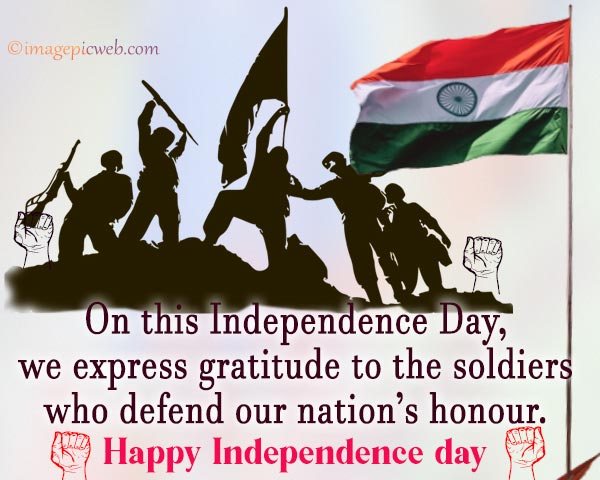 ©imagepicweb.com
On this Independence Day,
we express gratitude to the soldiers
who defend our nation's honour.
Happy Independence day